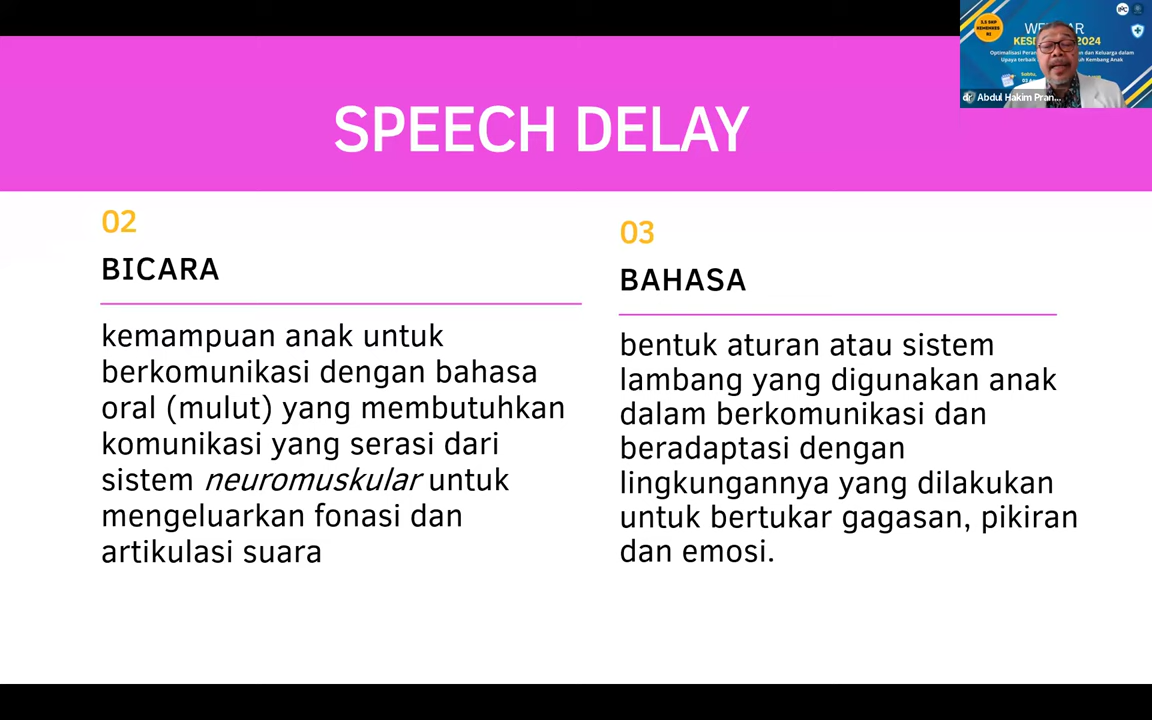 SPEECH DELAY
02
BICARA
kemampuan anak untuk
berkomunikasi dengan bahasa
oral (mulut) yang membutuhkan
komunikasi yang serasi dari
sistem neuromuskular untuk
mengeluarkan fonasi dan
artikulasi suara
03
BAHASA
bentuk aturan atau sistem
lambang yang digunakan anak
dalam berkomunikasi dan
beradaptasi dengan
lingkungannya yang dilakukan
untuk bertukar gagasan, pikiran
dan emosi.
2024
dr. Abdul Hakim Pran...